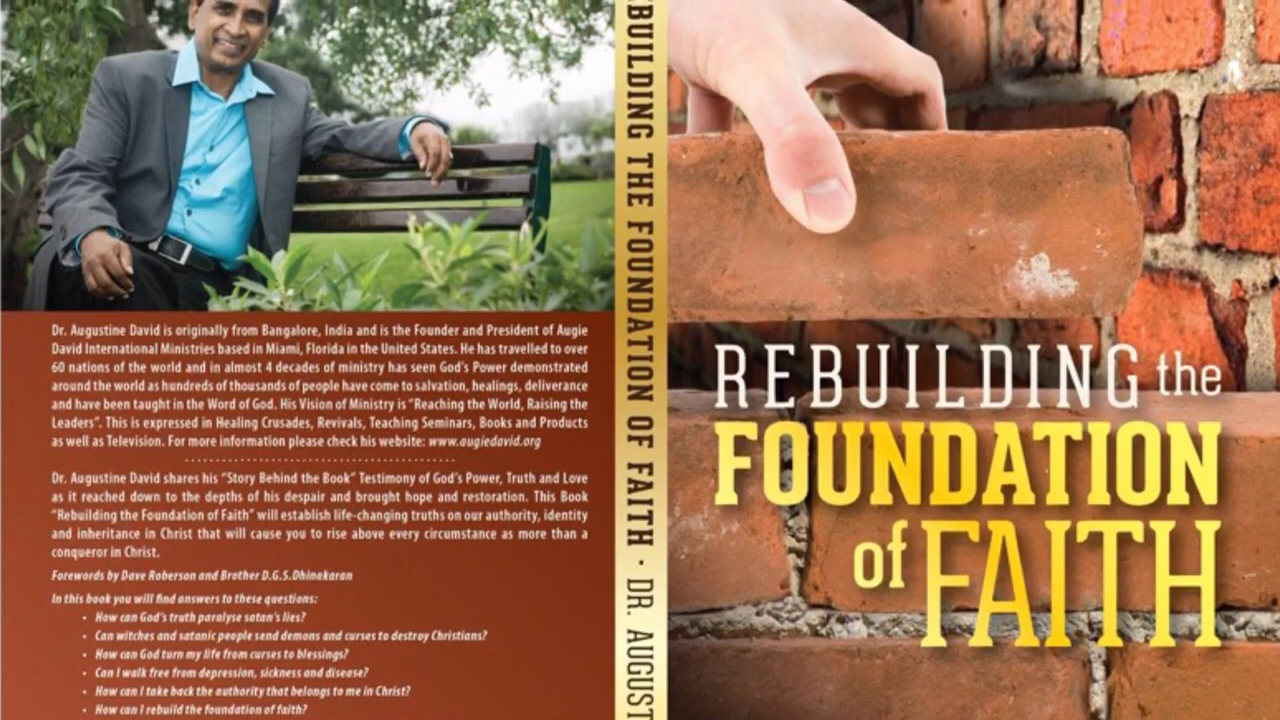 Dr. Augustine David is originally from Bangalore, India and is the Founder and President of Augie
David International Ministries based in Miami, Florida in the United States. He has travelled to over
60 nations of the world and in almost 4 decades of ministry has seen God's Power demonstrated
around the world as hundreds of thousands of people have come to salvation, healings, deliverance
and have been taught in the Word of God. His Vision of Ministry is "Reaching the World, Raising the
Leaders". This is expressed in Healing Crusades, Revivals, Teaching Seminars, Books and Products
as well as Television. For more information please check his website: www.augiedavid.org
Dr. Augustine David shares his "Story Behind the Book" Testimony of God's Power, Truth and Love
as it reached down to the depths of his despair and brought hope and restoration. This Book
"Rebuilding the Foundation of Faith" will establish life-changing truths on our authority, identity
and inheritance in Christ that will cause you to rise above every circumstance as more than a
conqueror in Christ.
Forewords by Dave Roberson and Brother D.G.S.Dhinakaran
In this book you will find answers to these questions:
• How can God's truth paralyse satan's lies?
• Can witches and satanic people send demons and curses to destroy Christians?
• How can God turn my life from curses to blessings?
• Can I walk free from depression, sickness and disease?
• How can I take back the authority that belongs to me in Christ?
• How can I rebuild the foundation of faith?
EBUILDING THE FOUNDATION OF FAITH · DR. AUGUST
REBUILDING the
FOUNDATION
of FAITH